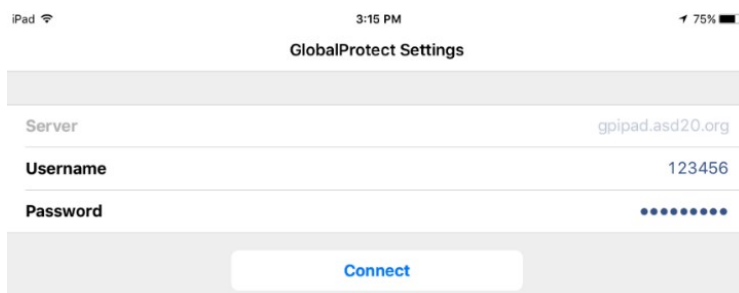 iPad 3:15 PM 75%
GlobalProtect Settings
Server gpipad.asd20.org
Username 123456
Password •••••••••
Connect